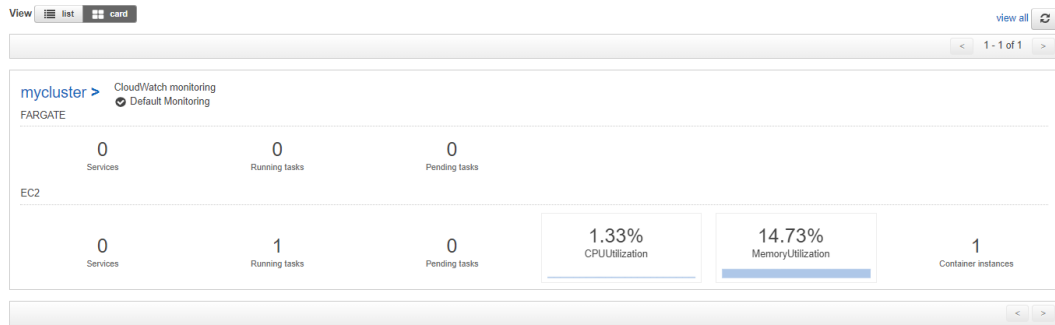 View list card
view all
< 1 - 1 of 1 >
mycluster > CloudWatch monitoring
Default Monitoring
FARGATE
0 0 0
Services Running tasks Pending tasks
EC2
0 1 0 1.33% 14.73% 1
Services Running tasks Pending tasks CPUUtilization MemoryUtilization Container instances
< >